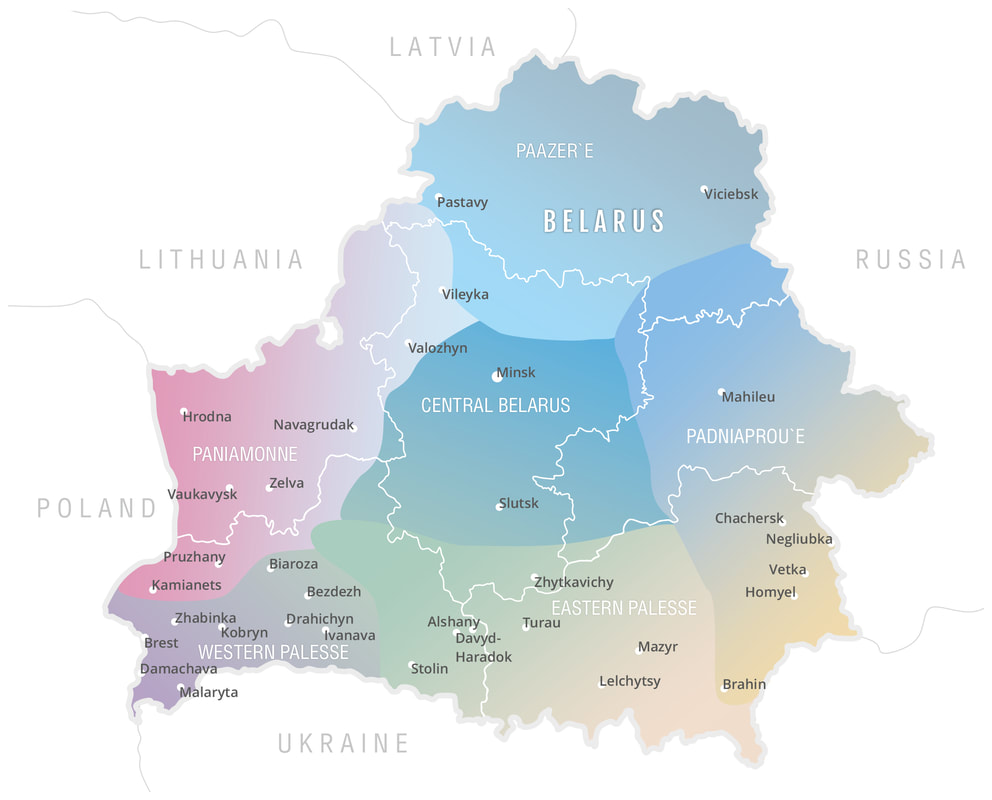 LATVIA
PAAZER`E
Viciebsk
Pastavy
BELARUS
LITHUANIA
RUSSIA
Vileyka
Valozhyn
Minsk
Mahileu
CENTRAL BELARUS
Hrodna
Navagrudak
PADNIAPROU`E
PANIAMONNE
Zelva
Vaukavysk
Slutsk
POLAND
Chachersk
Negliubka
Pruzhany
Biaroza
Vetka
Kamianets
Zhytkavichy
Bezdezh
Homyel
EASTERN PALESSE
Zhabinka
Drahichyn
Alshany
Turau
Kobryn
Ivanava
Brest
Davyd-
Haradok
WESTERN PALESSE
Mazyr
Damachava
Stolin
Lelchytsy
Brahin
Malaryta
UKRAINE